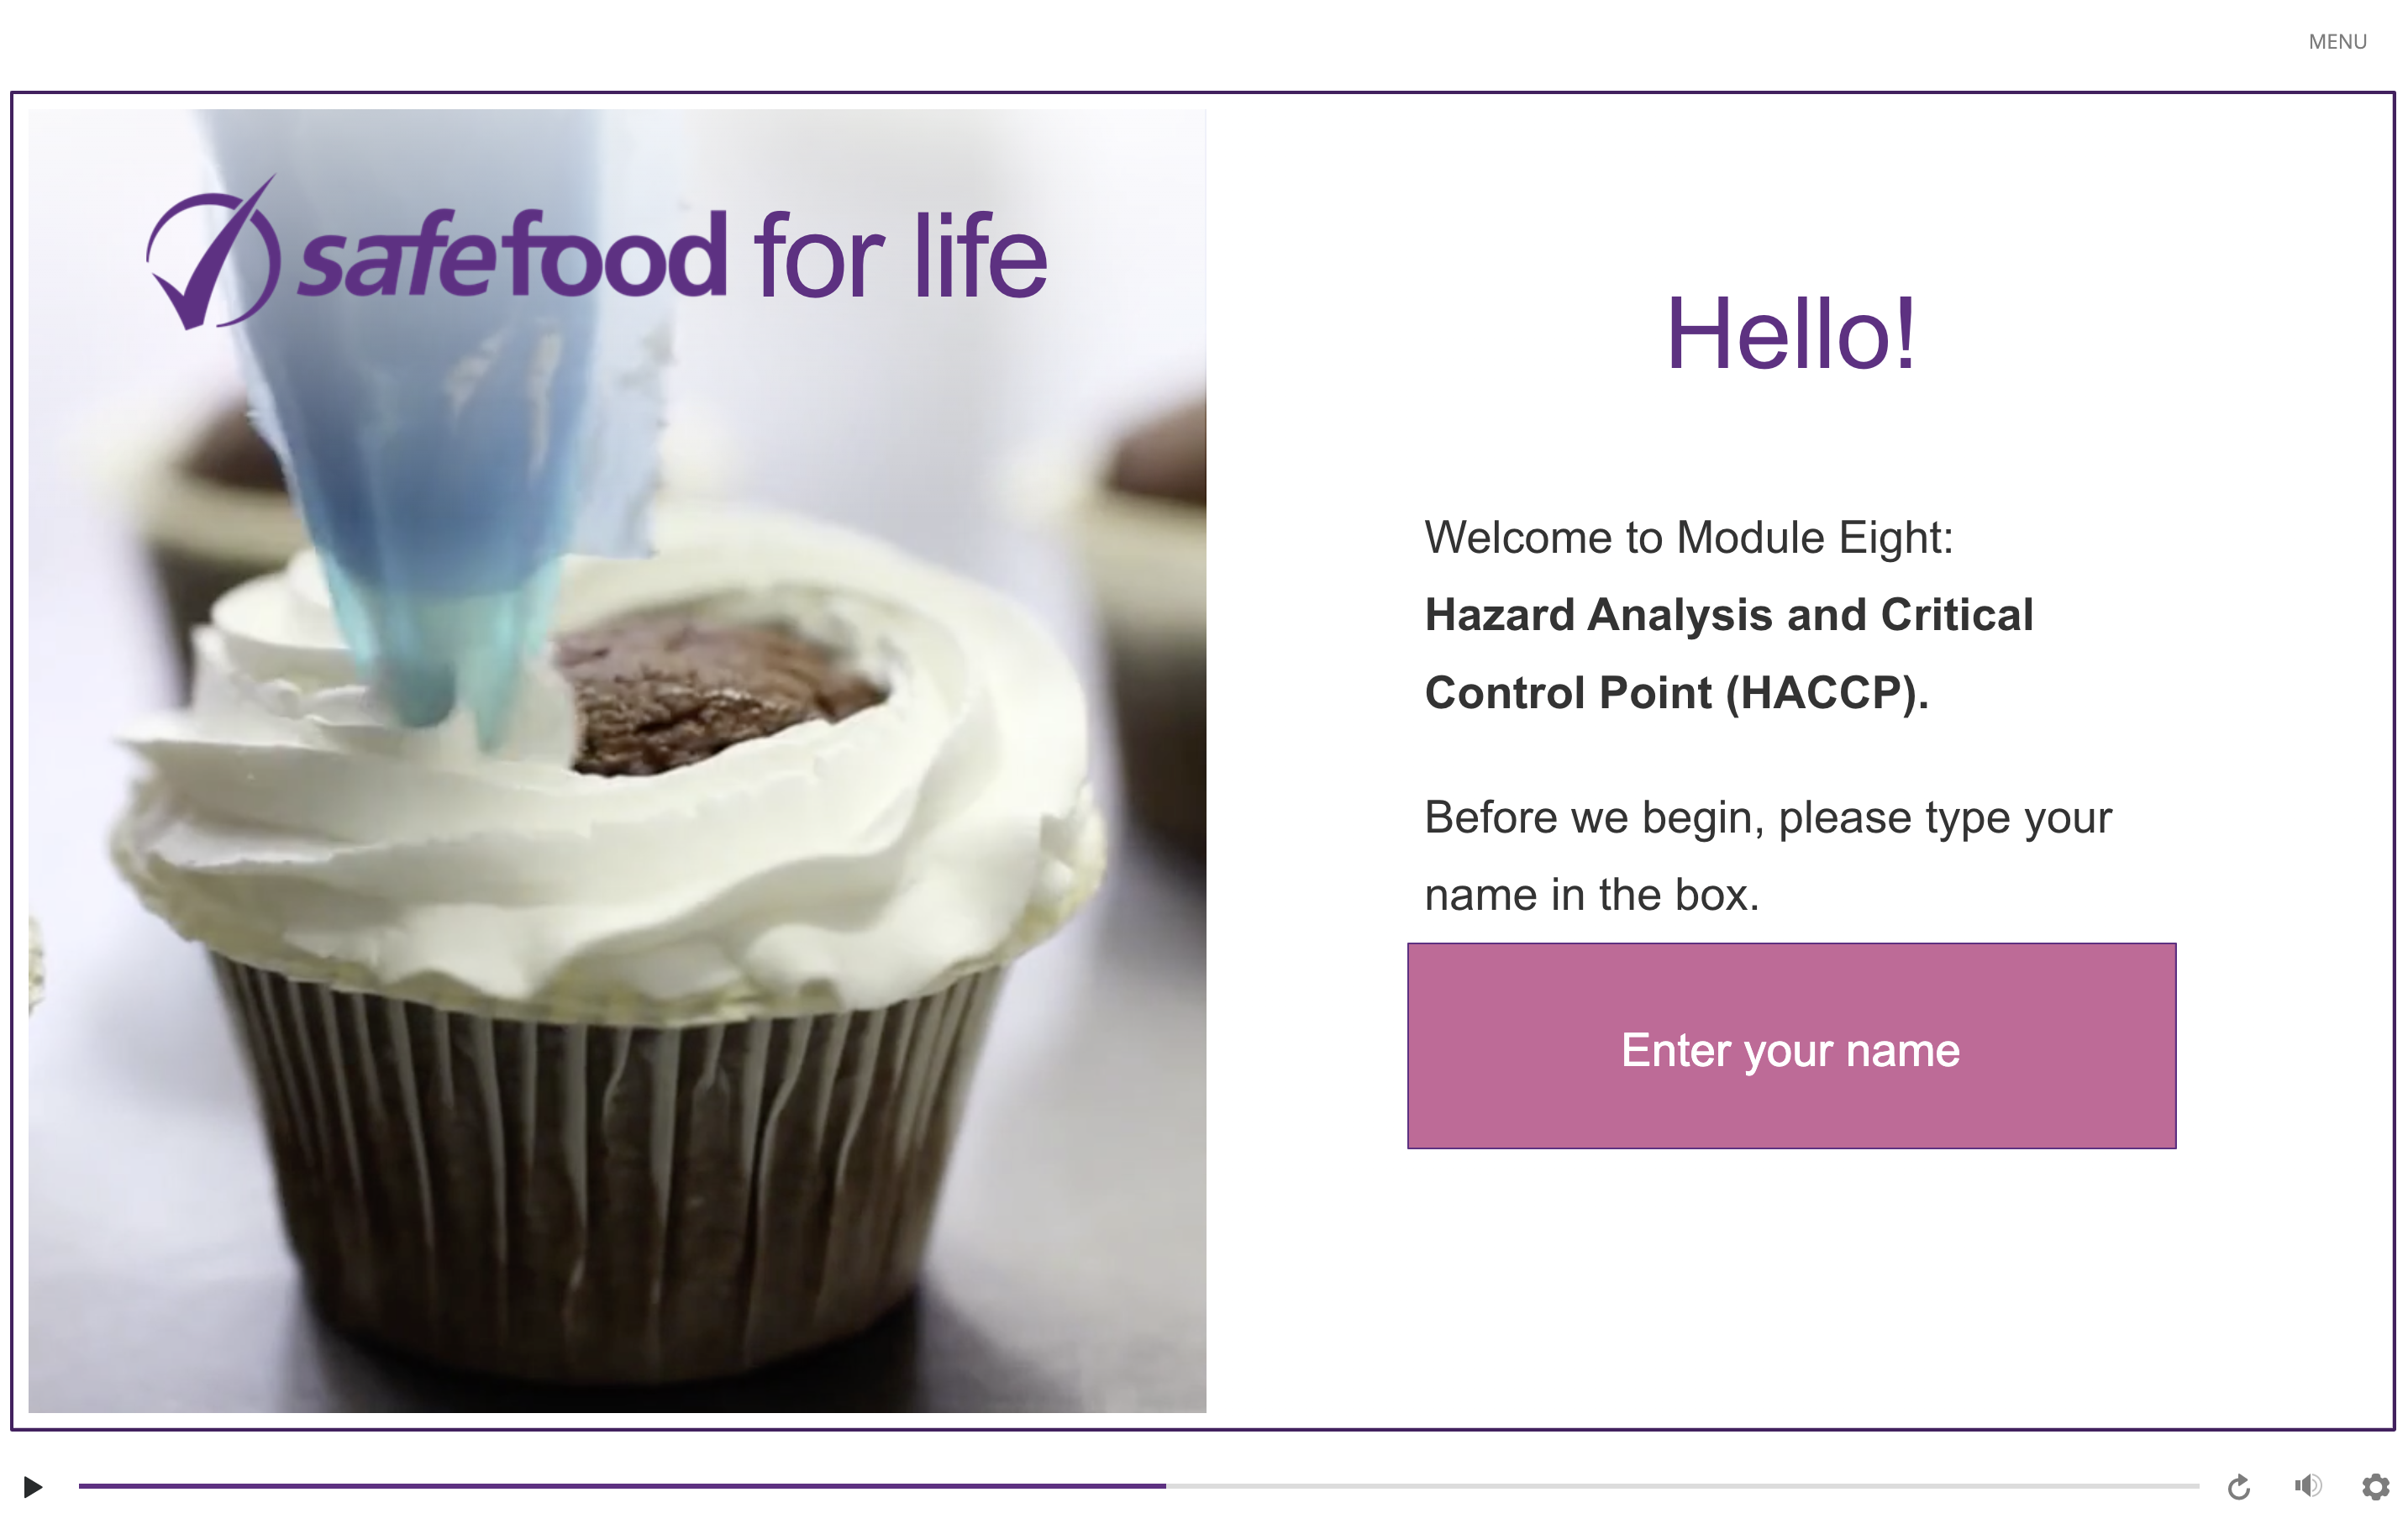 MENU
safefood for life
Hello!
Welcome to Module Eight:
Hazard Analysis and Critical
Control Point (HACCP).
Before we begin, please type your
name in the box.
Enter your name